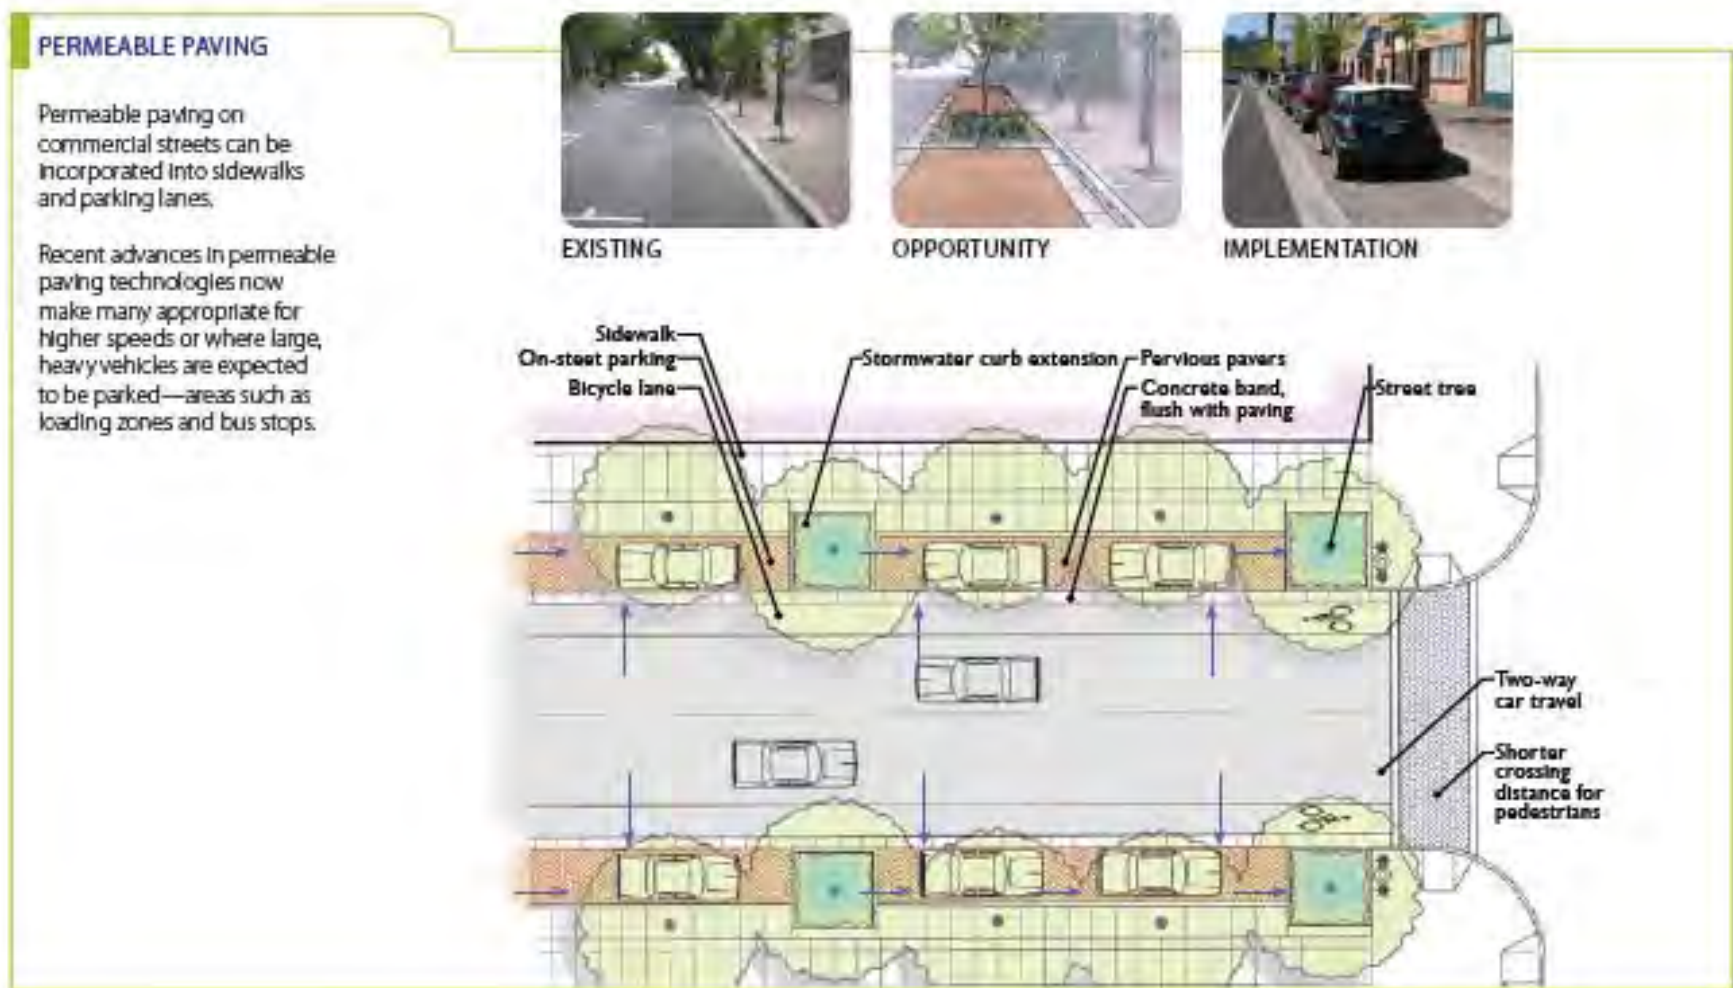 PERMEABLE PAVING
Permeable paving on
commercial streets can be
incorporated into sidewalks
and parking lanes.
Recent advances in permeable
paving technologies now
make many appropriate for
higher speeds or where large,
heavy vehicles are expected
to be parked—areas such as
loading zones and bus stops.
EXISTING
OPPORTUNITY
IMPLEMENTATION
Sidewalk
On-steet parking
Bicycle lane
Stormwater curb extension
Pervious pavers
Concrete band,
flush with paving
Street tree
Two-way
car travel
Shorter
crossing
distance for
pedestrians